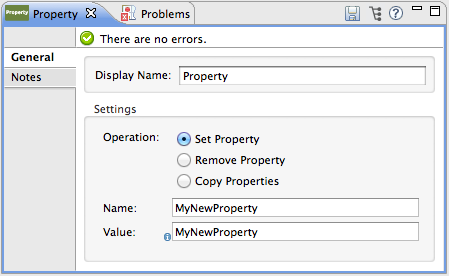 Property Property Problems
There are no errors.
General
Notes
Display Name: Property
Settings
Operation: Set Property
Remove Property
Copy Properties
Name: MyNewProperty
Value: MyNewProperty